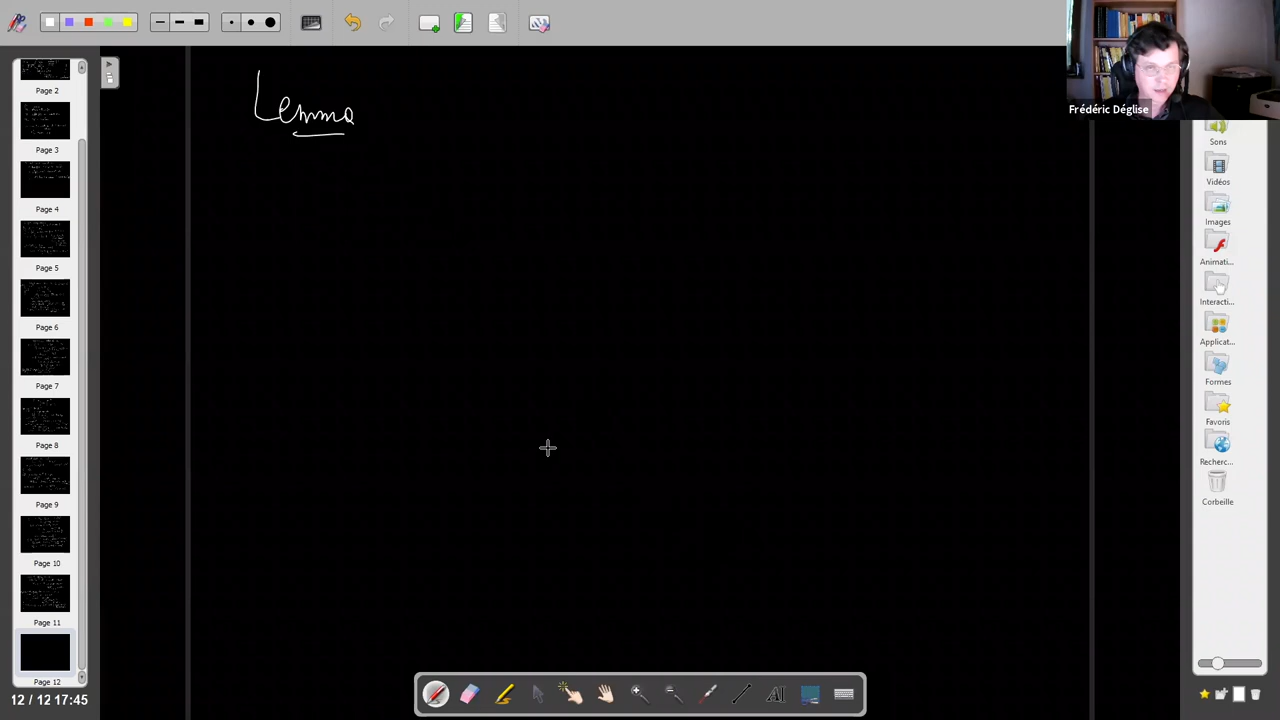 Frédéric Déglise
Lemma
Page 2
Page 3
Page 4
Page 5
Page 6
Page 7
Page 8
Page 9
Page 10
Page 11
Page 12
12 / 12 17:45
Sons
Vidéos
Images
Animati...
Interacti...
Applicat...
Formes
Favoris
Recherc...
Corbeille
AI